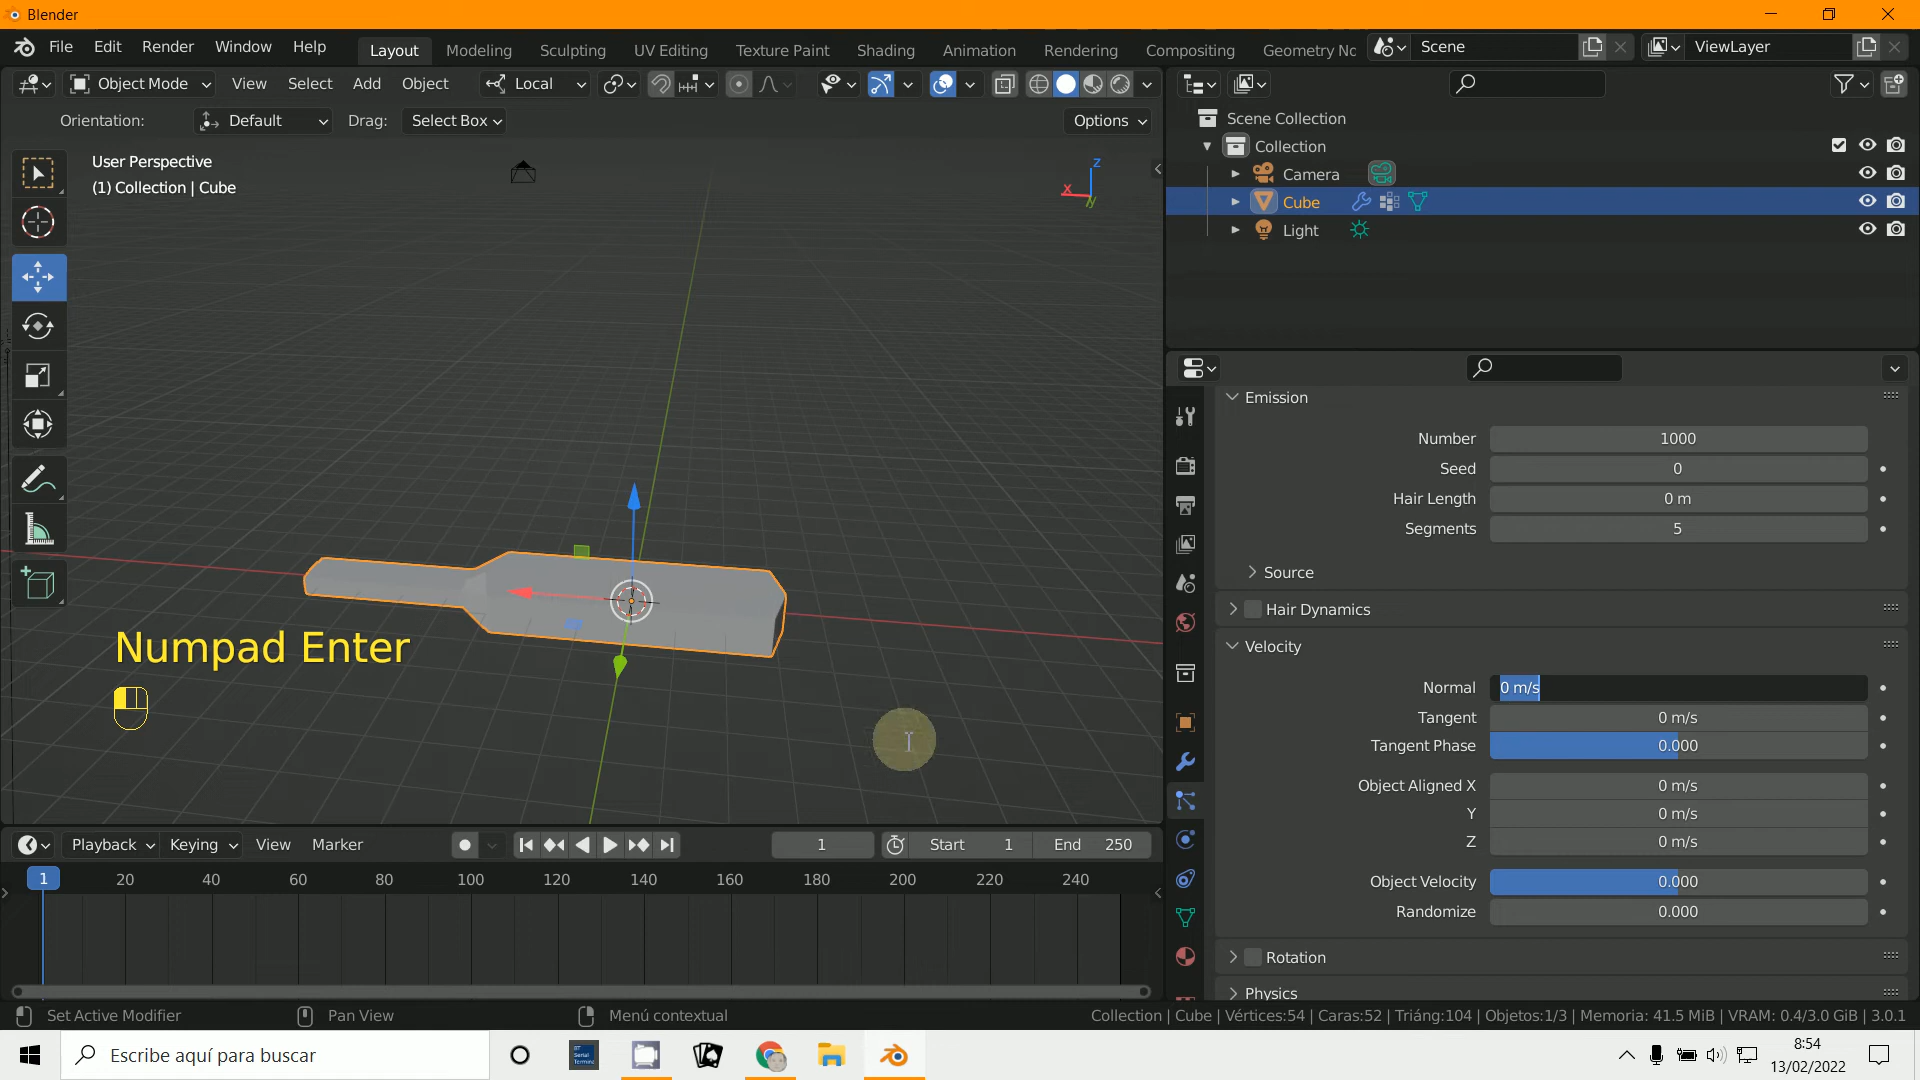 Blender
File Edit Render Window Help Layout Modeling Sculpting UV Editing Texture Paint Shading Animation Rendering Compositing Geometry Nc Scene ViewLayer
Object Mode View Select Add Object Local
Orientation: Default Drag: Select Box Options
User Perspective
(1) Collection | Cube
Z
X
Y
Scene Collection
Collection
Camera
Cube
Light
Emission
Number 1000
Seed 0
Hair Length 0 m
Segments 5
Source
Hair Dynamics
Velocity
Normal 0 m/s
Tangent 0 m/s
Tangent Phase 0.000
Object Aligned X 0 m/s
Y 0 m/s
Z 0 m/s
Object Velocity 0.000
Randomize 0.000
Rotation
Physics
Numpad Enter
Playback Keying View Marker 1 Start 1 End 250
1 20 40 60 80 100 120 140 160 180 200 220 240
Set Active Modifier Pan View Menú contextual Collection | Cube | Vértices:54 | Caras:52 | Triáng:104 | Objetos:1/3 | Memoria: 41.5 MiB | VRAM: 0.4/3.0 GiB | 3.0.1
Escribe aquí para buscar
8:54
13/02/2022